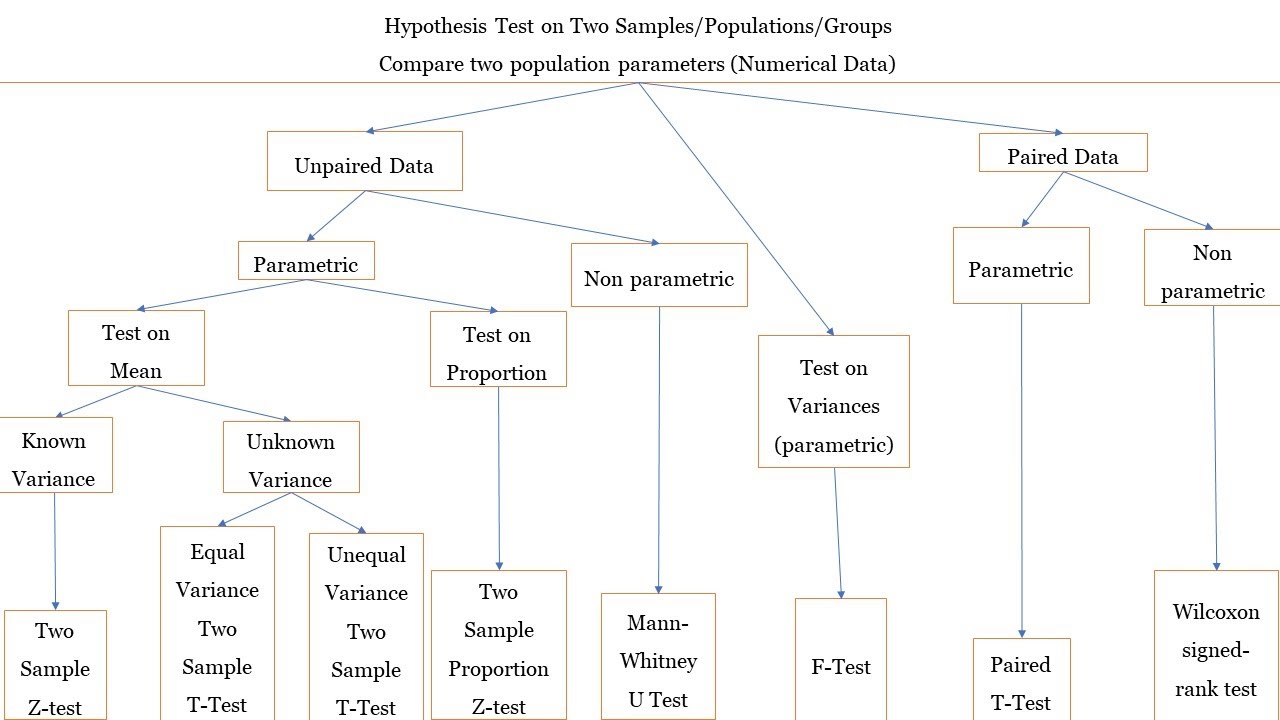 Hypothesis Test on Two Samples/Populations/Groups
Compare two population parameters (Numerical Data)
Unpaired Data
Paired Data
Parametric
Non parametric
Parametric
Non
parametric
Test on
Mean
Test on
Proportion
Test on
Variances
(parametric)
Known
Variance
Unknown
Variance
Two
Sample
Z-test
Equal
Variance
Two
Sample
T-Test
Unequal
Variance
Two
Sample
T-Test
Two
Sample
Proportion
Z-test
Mann-
Whitney
U Test
F-Test
Paired
T-Test
Wilcoxon
signed-
rank test